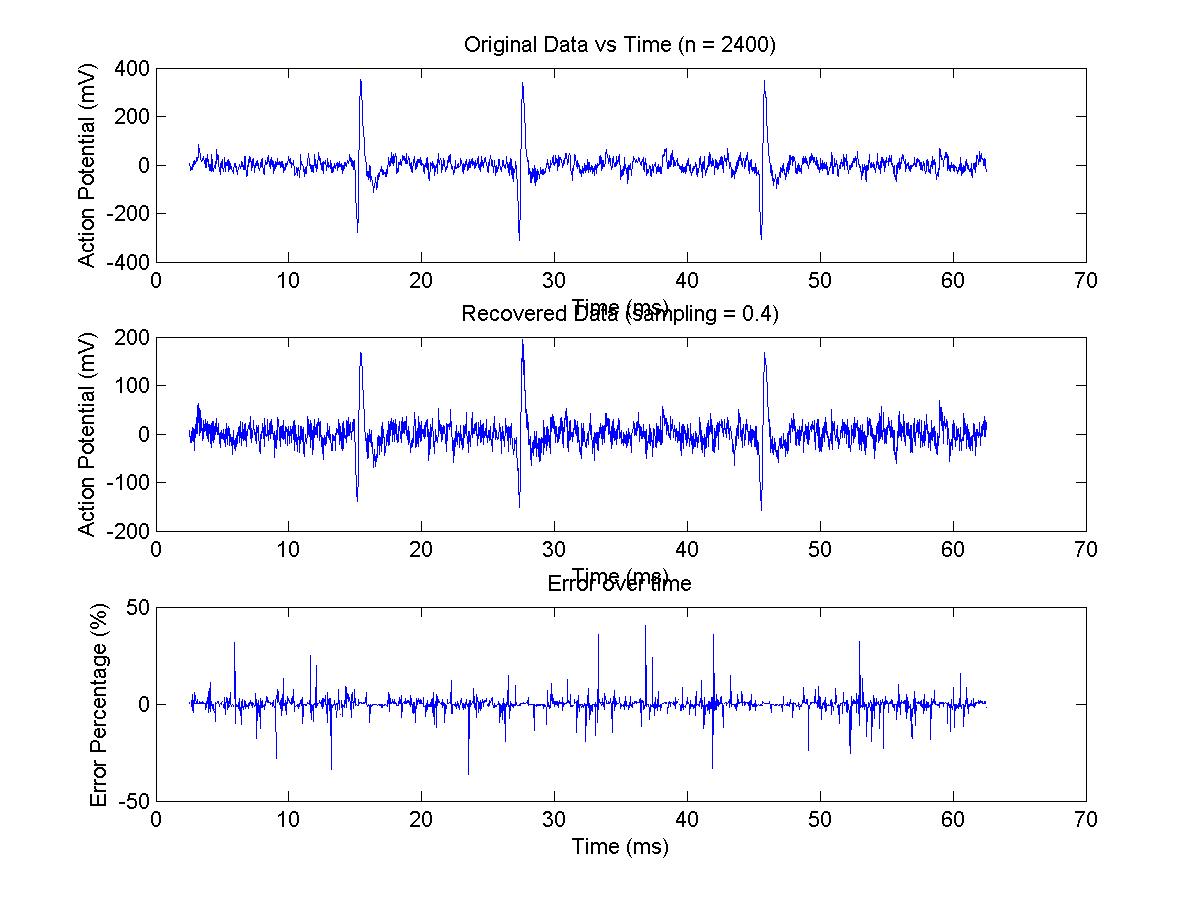 Original Data vs Time (n = 2400)
Action Potential (mV)
400
200
0
-200
-400
0 10 20 30 40 50 60 70
Time (ms)
Recovered Data (sampling = 0.4)
Action Potential (mV)
200
100
0
-100
-200
0 10 20 30 40 50 60 70
Time (ms)
Error over time
Error Percentage (%)
50
0
-50
0 10 20 30 40 50 60 70
Time (ms)